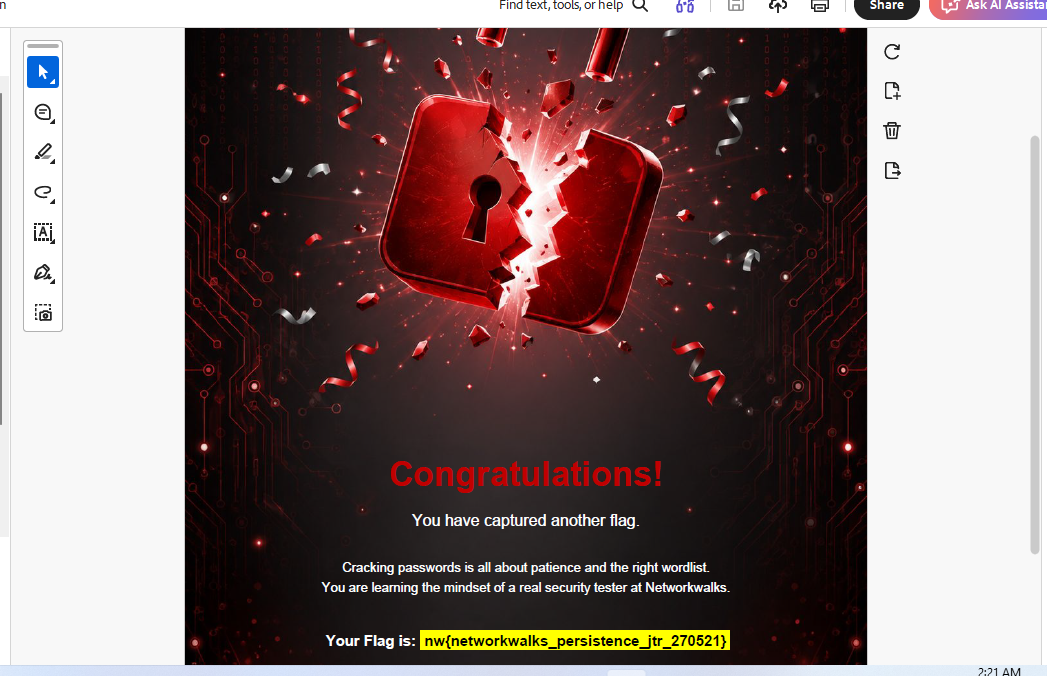 Find text, tools, or help
Share
Ask AI
Congratulations!
You have captured another flag.
Cracking passwords is all about patience and the right wordlist.
You are learning the mindset of a real security tester at Networkwalks.
Your Flag is: nw{networkwalks_persistence_jtr_270521}
2:21 AM